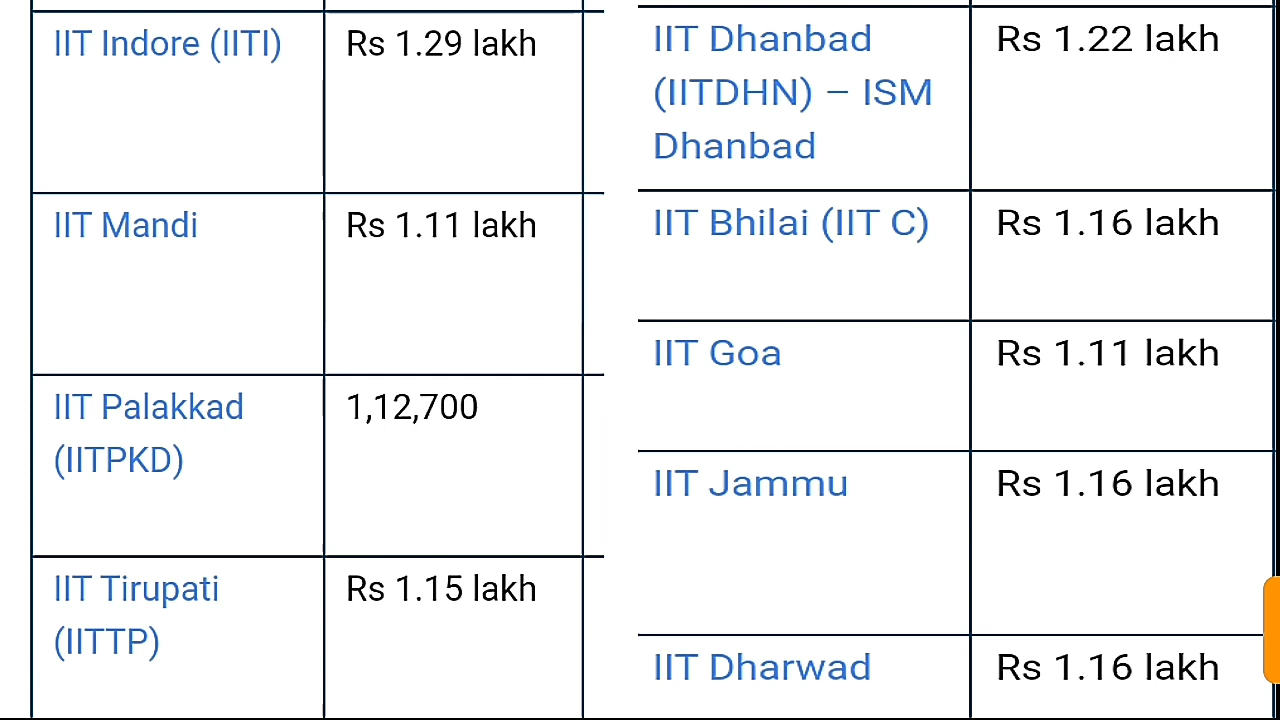 IIT Indore (IITI)
Rs 1.29 lakh
IIT Mandi
Rs 1.11 lakh
IIT Palakkad
(IITPKD)
1,12,700
IIT Tirupati
(IITTP)
Rs 1.15 lakh
IIT Dhanbad
(IITDHN) – ISM
Dhanbad
Rs 1.22 lakh
IIT Bhilai (IIT C)
Rs 1.16 lakh
IIT Goa
Rs 1.11 lakh
IIT Jammu
Rs 1.16 lakh
IIT Dharwad
Rs 1.16 lakh